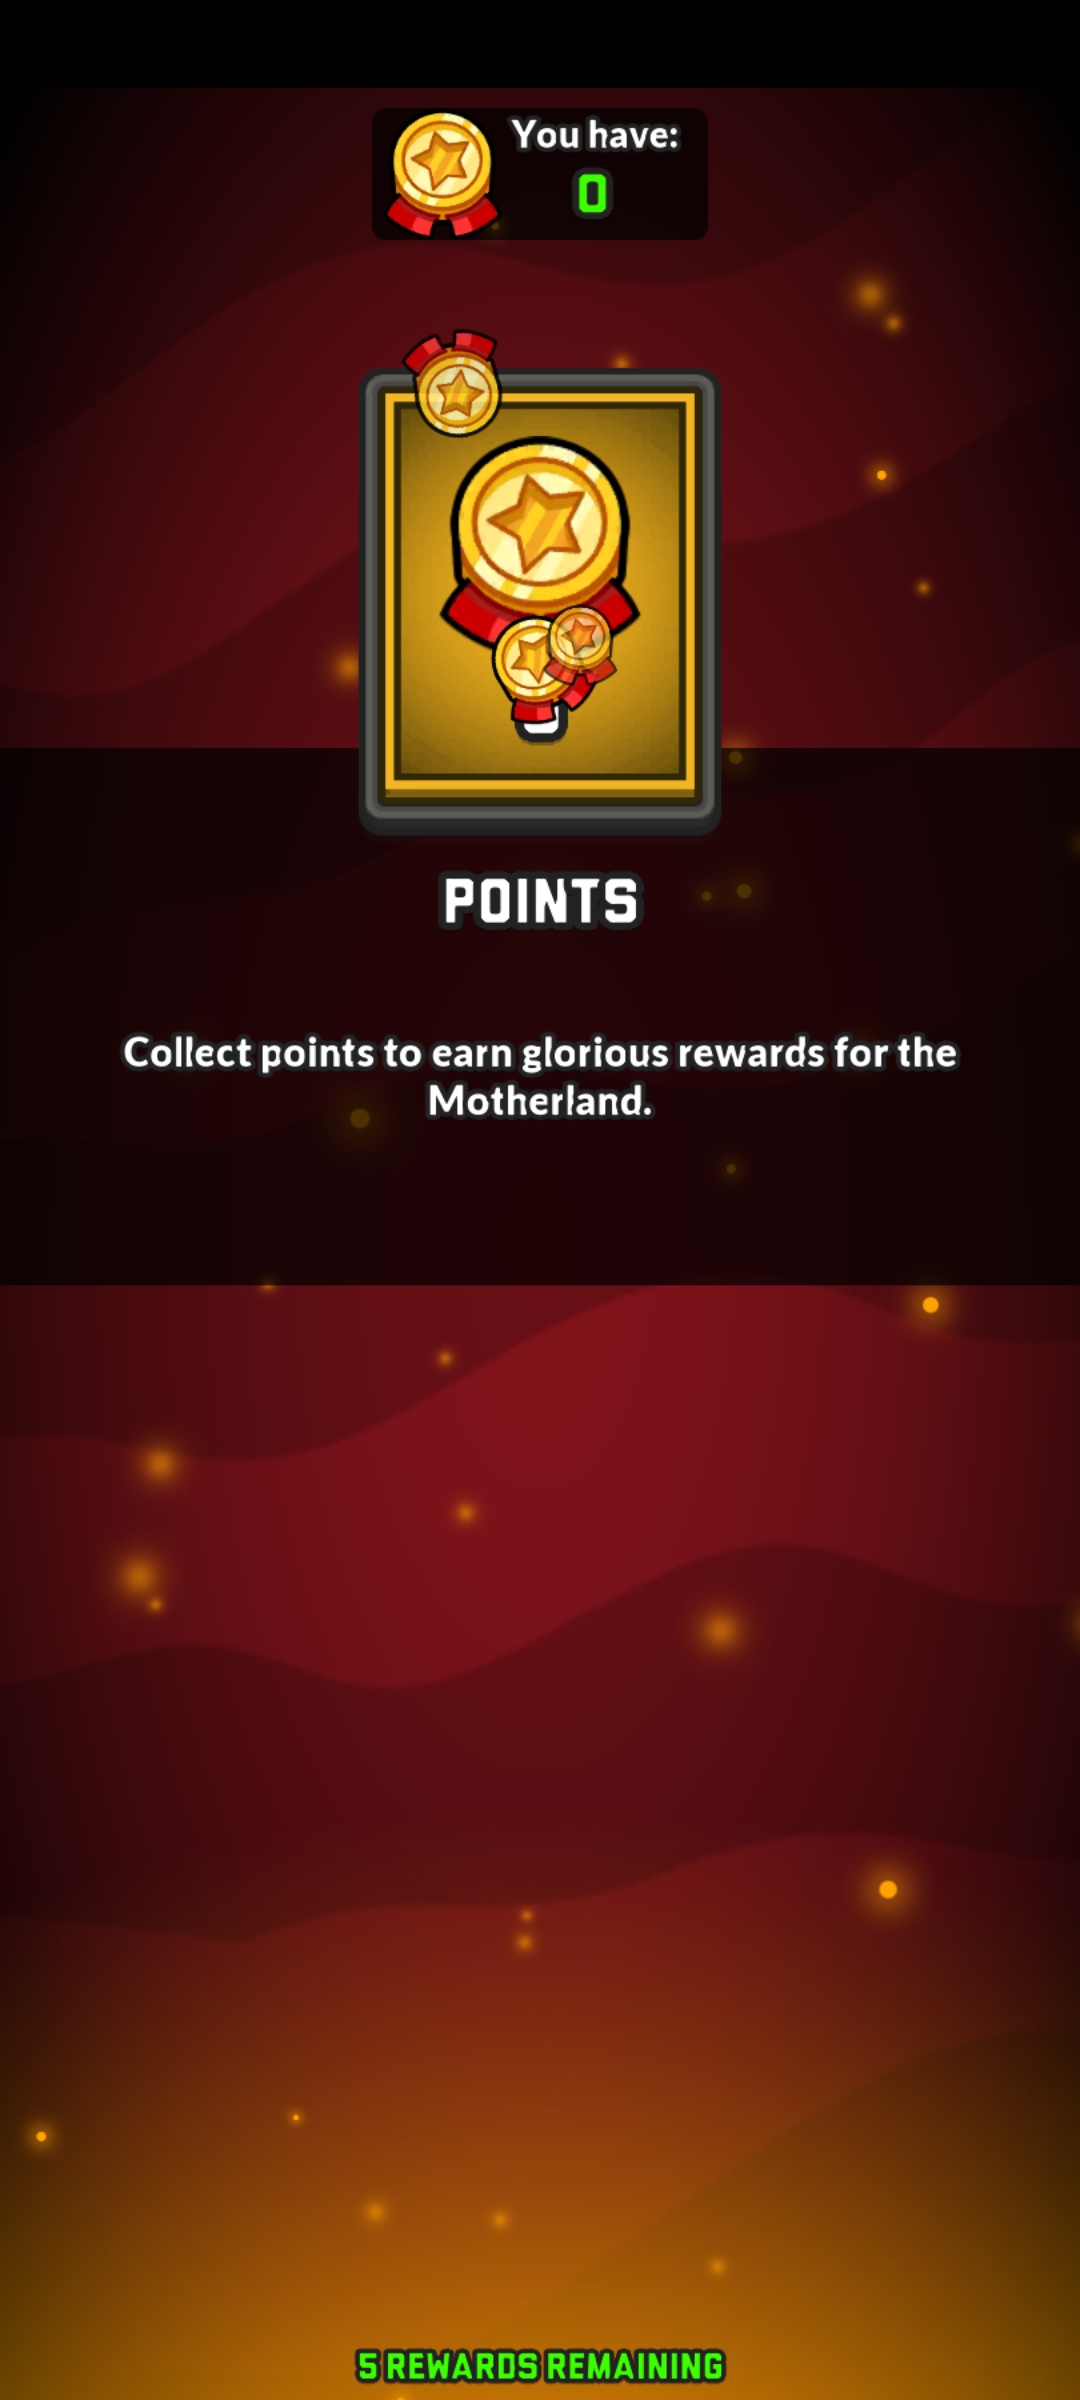 You have:
0
POINTS
Collect points to earn glorious rewards for the
Motherland.
5 REWARDS REMAINING